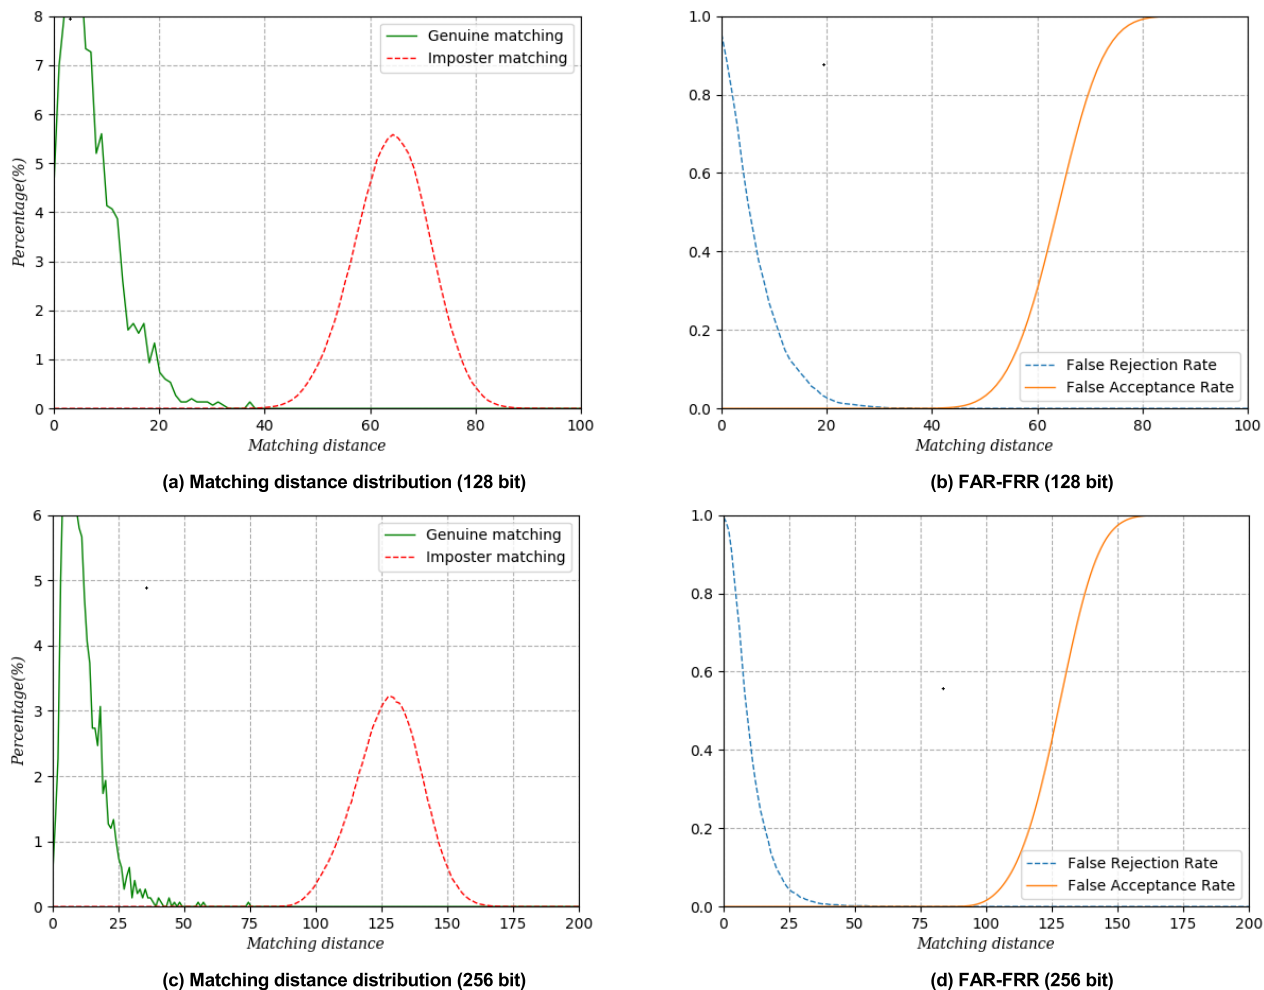 8
7
6
5
4
3
2
1
0
Percentage(%)
Genuine matching
Imposter matching
0 20 40 60 80 100
Matching distance
(a) Matching distance distribution (128 bit)
1.0
0.8
0.6
0.4
0.2
0.0
False Rejection Rate
False Acceptance Rate
0 20 40 60 80 100
Matching distance
(b) FAR-FRR (128 bit)
6
5
4
3
2
1
0
Percentage(%)
Genuine matching
Imposter matching
0 25 50 75 100 125 150 175 200
Matching distance
(c) Matching distance distribution (256 bit)
1.0
0.8
0.6
0.4
0.2
0.0
False Rejection Rate
False Acceptance Rate
0 25 50 75 100 125 150 175 200
Matching distance
(d) FAR-FRR (256 bit)